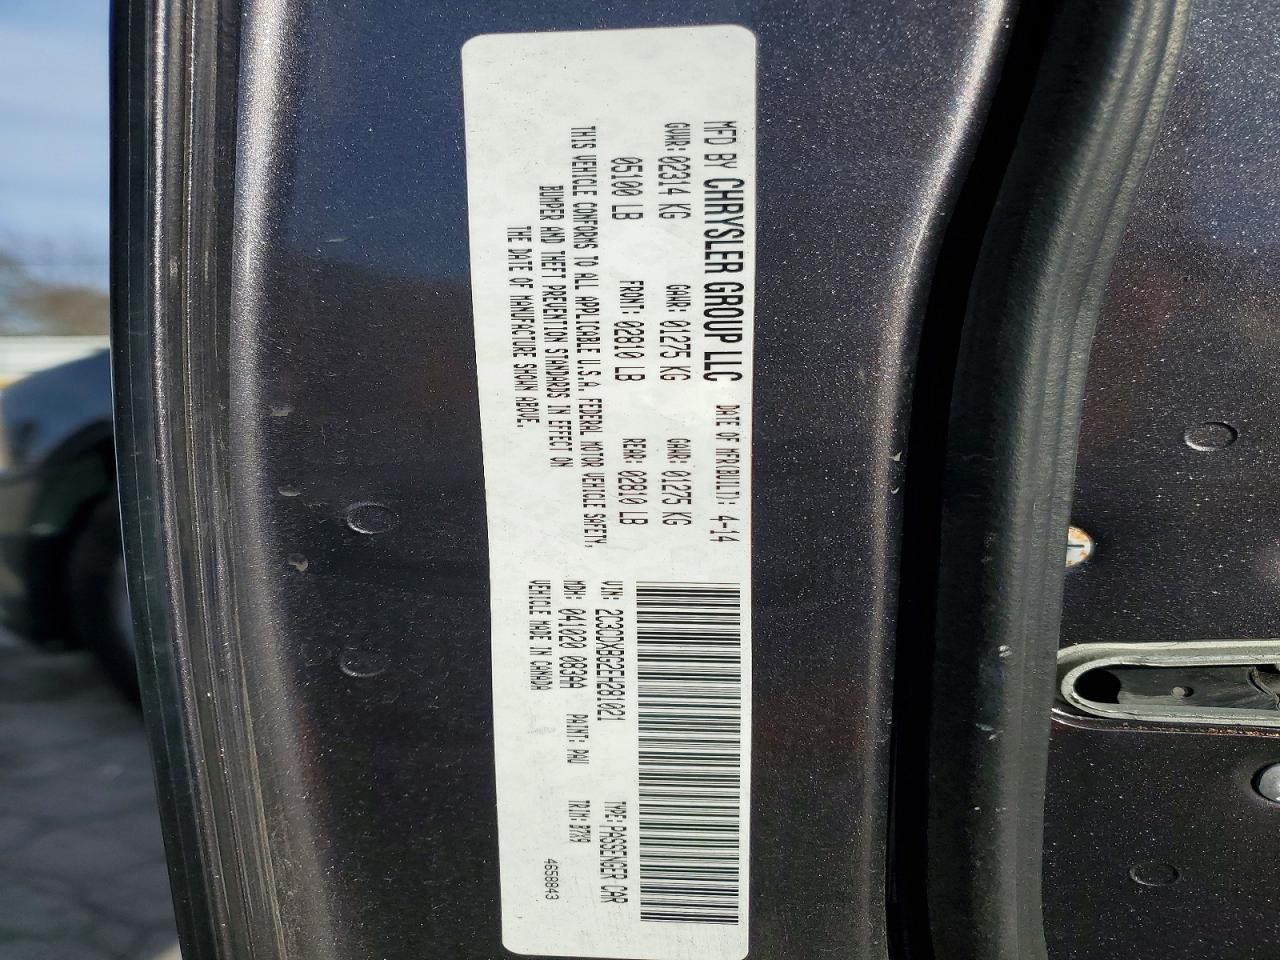 MFD BY CHRYSLER GROUP LLC DATE OF MFR(BUILT): 4-14
GVWR: 02314 KG GAWR: 01275 KG GAWR: 01275 KG
05100 LB FRONT: 02810 LB REAR: 02810 LB
THIS VEHICLE CONFORMS TO ALL APPLICABLE U.S.A. FEDERAL MOTOR VEHICLE SAFETY,
BUMPER AND THEFT PREVENTION STANDARDS IN EFFECT ON
THE DATE OF MANUFACTURE SHOWN ABOVE.
VIN: 2C3CDXBG2EH281021 TYPE: PASSENGER CAR
MDH: 041020 PAINT: PAU TRIM:
VEHICLE MADE IN CANADA
4658843